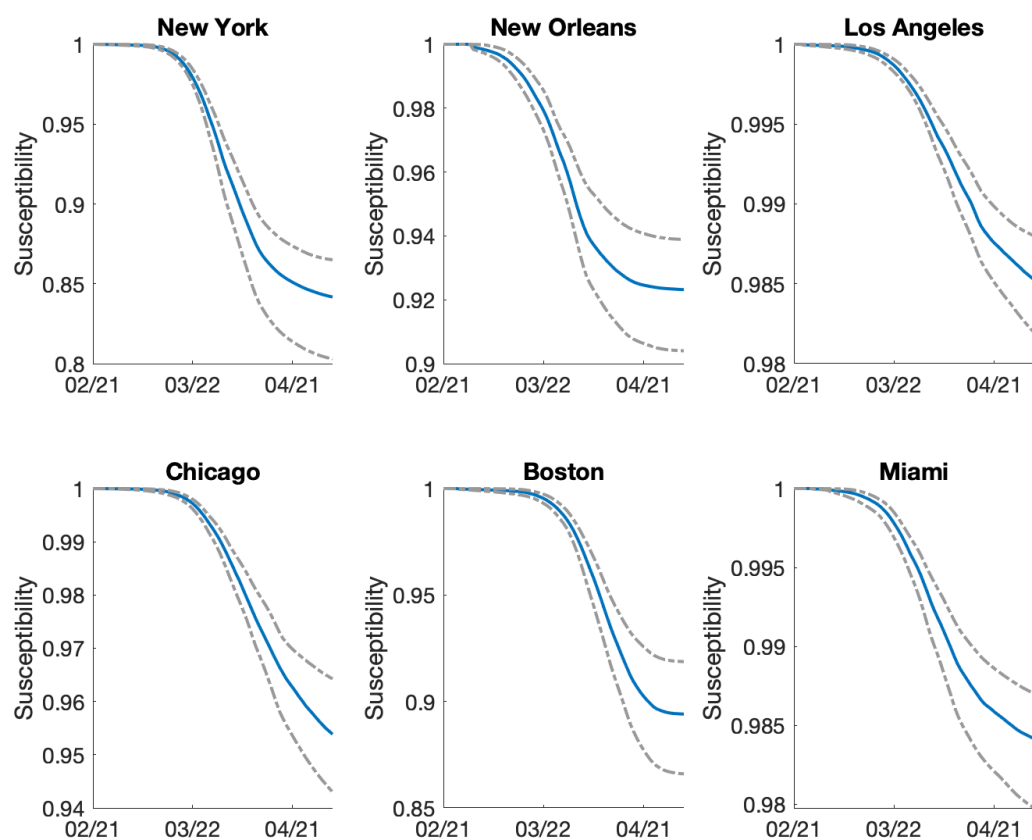 New York
1
0.95
0.9
0.85
0.8
Susceptibility
02/21 03/22 04/21
New Orleans
1
0.98
0.96
0.94
0.92
0.9
Susceptibility
02/21 03/22 04/21
Los Angeles
1
0.995
0.99
0.985
0.98
Susceptibility
02/21 03/22 04/21
Chicago
1
0.99
0.98
0.97
0.96
0.95
0.94
Susceptibility
02/21 03/22 04/21
Boston
1
0.95
0.9
0.85
Susceptibility
02/21 03/22 04/21
Miami
1
0.995
0.99
0.985
0.98
Susceptibility
02/21 03/22 04/21